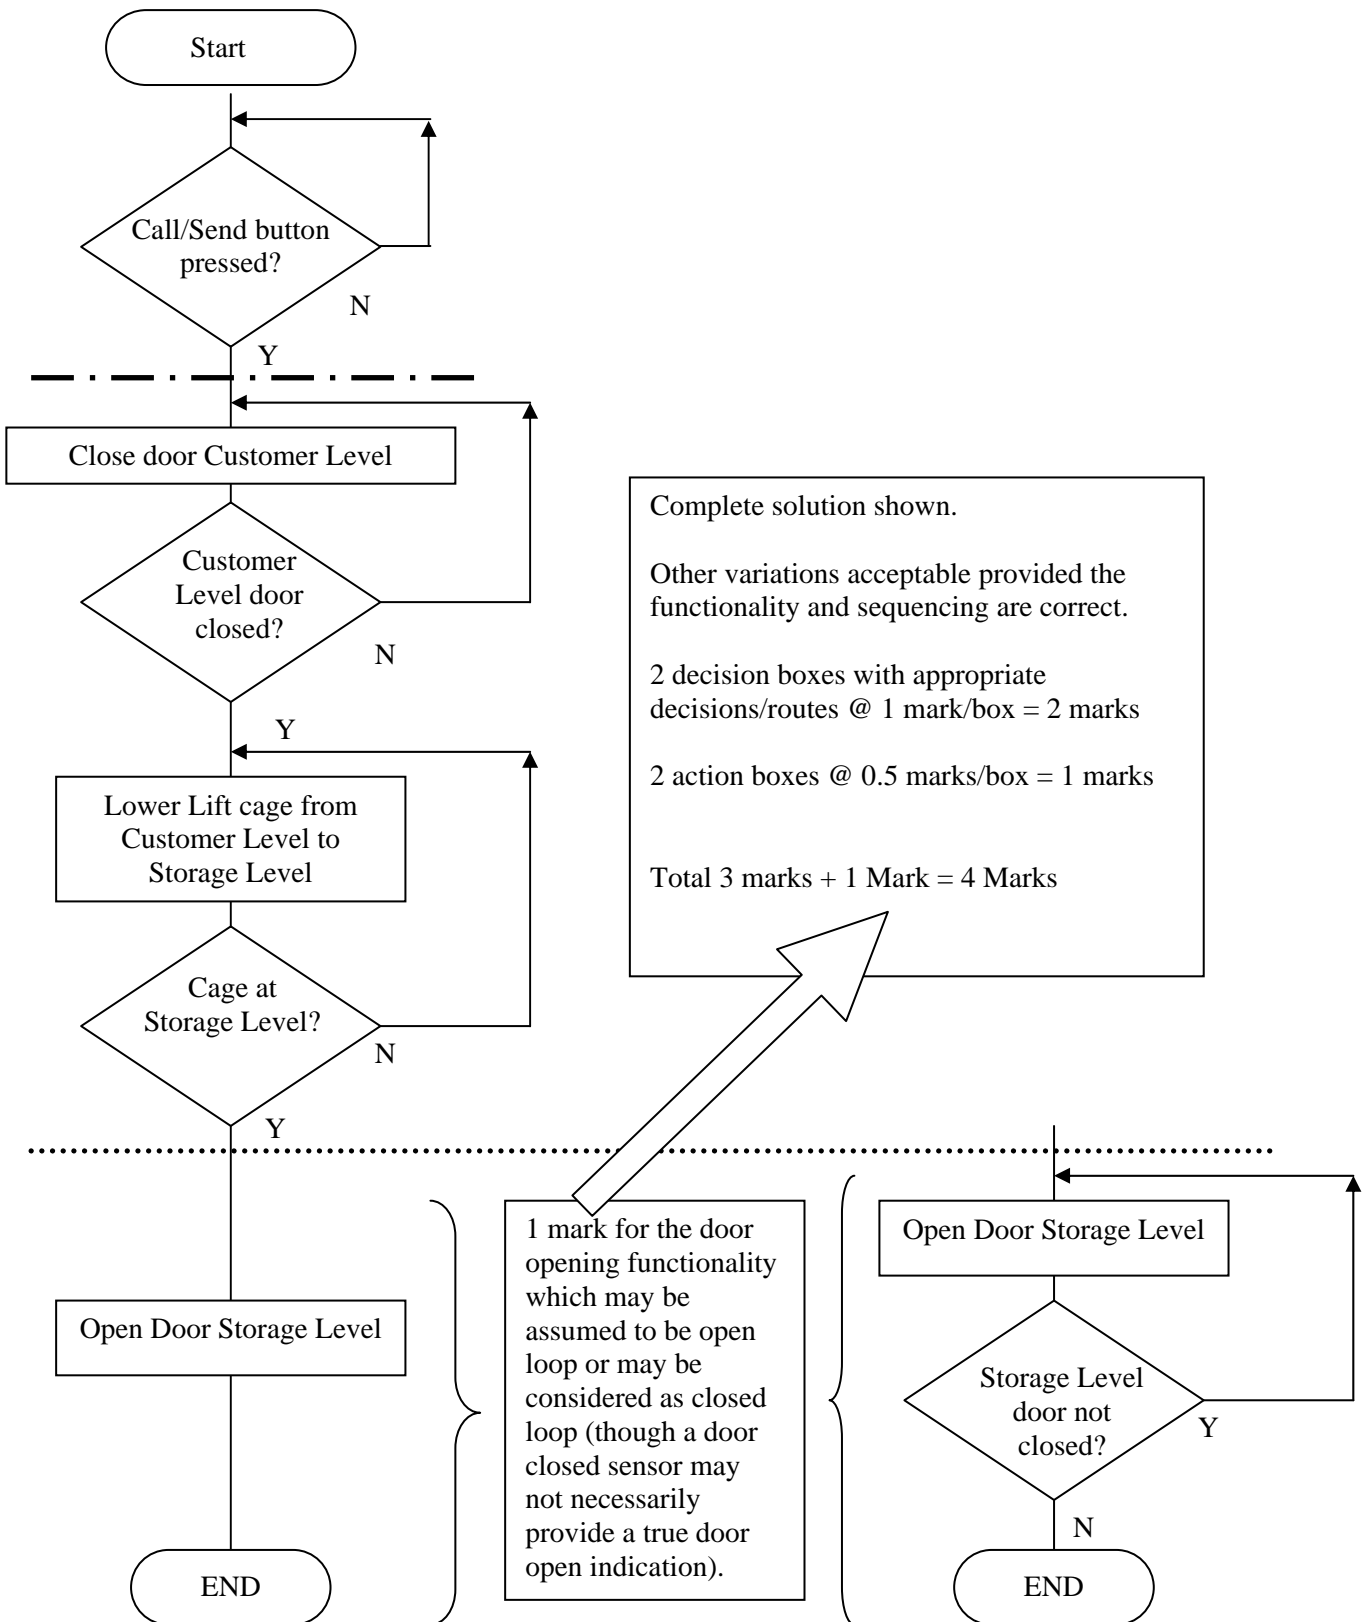 Start
Call/Send button
pressed?
N
Y
Close door Customer Level
Customer
Level door
closed?
N
Y
Lower Lift cage from
Customer Level to
Storage Level
Cage at
Storage Level?
N
Y
Open Door Storage Level
END
Complete solution shown.
Other variations acceptable provided the
functionality and sequencing are correct.
2 decision boxes with appropriate
decisions/routes @ 1 mark/box = 2 marks
2 action boxes @ 0.5 marks/box = 1 marks
Total 3 marks + 1 Mark = 4 Marks
1 mark for the door
opening functionality
which may be
assumed to be open
loop or may be
considered as closed
loop (though a door
closed sensor may
not necessarily
provide a true door
open indication).
Open Door Storage Level
Storage Level
door not
closed?
Y
N
END